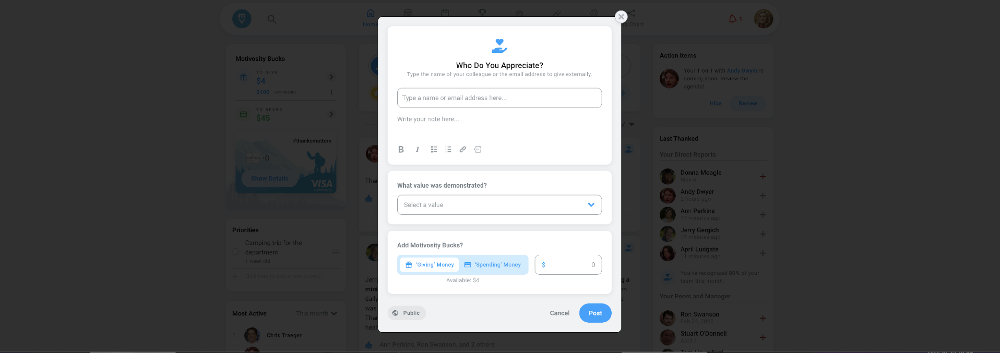 mv
Home
rg Chart
1
Motivosity Bucks
TO GIVE
$4
$400 · SPOT BONUS
TO SPEND
$45
#thanksmatters
Show Details
VISA
Commercial
Priorities
Camping trip for the
department
1 week old
Click here to add a new priority...
Most Active
This month
1
Chris Traeger
Who Do You Appreciate?
Type the name of your colleague or the email address to give externally.
Type a name or email address here...
Write your note here...
B I
What value was demonstrated?
Select a value
Add Motivosity Bucks?
'Giving' Money
'Spending' Money
$ 0
Available: $4
Public
Cancel
Post
Than
Jerry
mini
daily
was
Than
heal
g a
m
e
Ann Perkins, Ron Swanson, and 2 others
Action Items
Your 1 on 1 with Andy Dwyer is
coming soon. Review the
agenda!
Hide
Review
Last Thanked
Your Direct Reports
Donna Meagle
May 6
Andy Dwyer
2 hours ago
Ann Perkins
17 minutes ago
Jerry Gergich
17 minutes ago
April Ludgate
11 minutes ago
You've recognized 80% of your
team this month.
Your Peers and Manager
Ron Swanson
Feb 24, 2022
Stuart O'Donnell
April 1
Tom Haverford